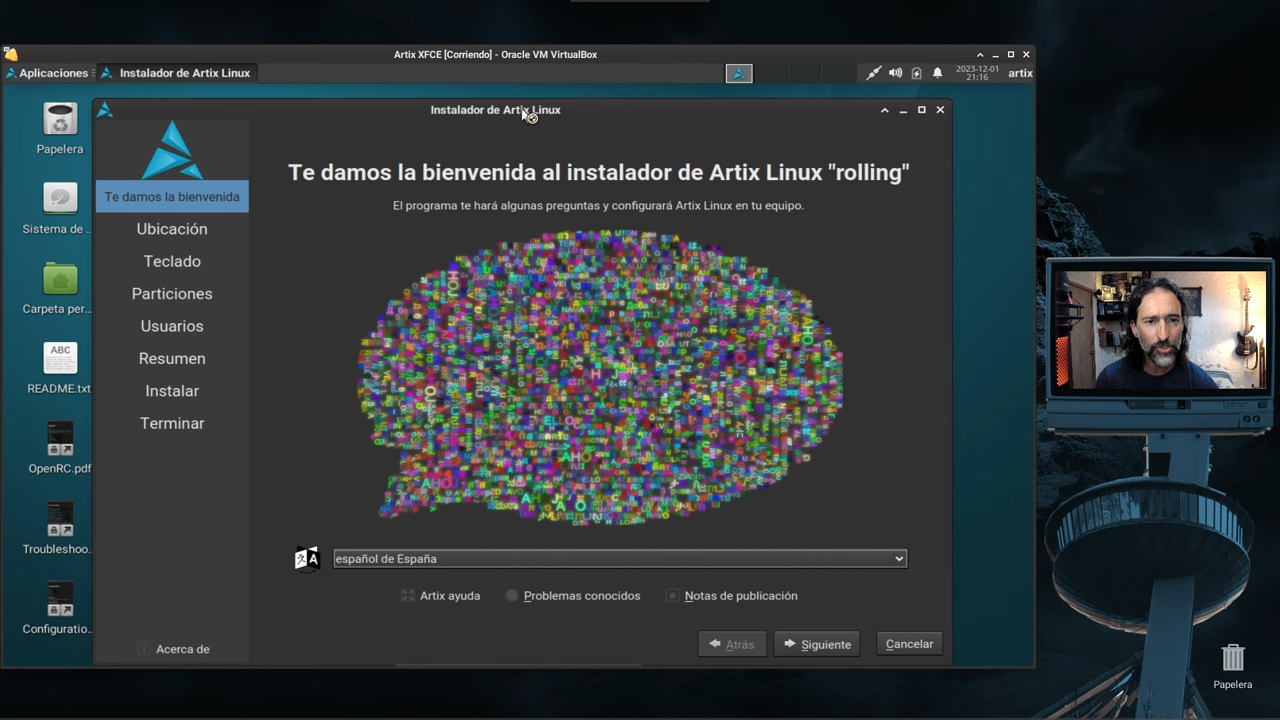 Artix XFCE [Corriendo] - Oracle VM VirtualBox
Aplicaciones
Instalador de Artix Linux
2023-12-01
21:16
artix
Instalador de Artix Linux
Papelera
Sistema de ..
Carpeta per...
ABC
README.txt
OpenRC.pdf
Troubleshoo..
Configuratio..
Te damos la bienvenida
Ubicación
Teclado
Particiones
Usuarios
Resumen
Instalar
Terminar
Acerca de
Te damos la bienvenida al instalador de Artix Linux "rolling"
El programa te hará algunas preguntas y configurará Artix Linux en tu equipo.
español de España
Artix ayuda
Problemas conocidos
Notas de publicación
Atrás
Siguiente
Cancelar
Papelera